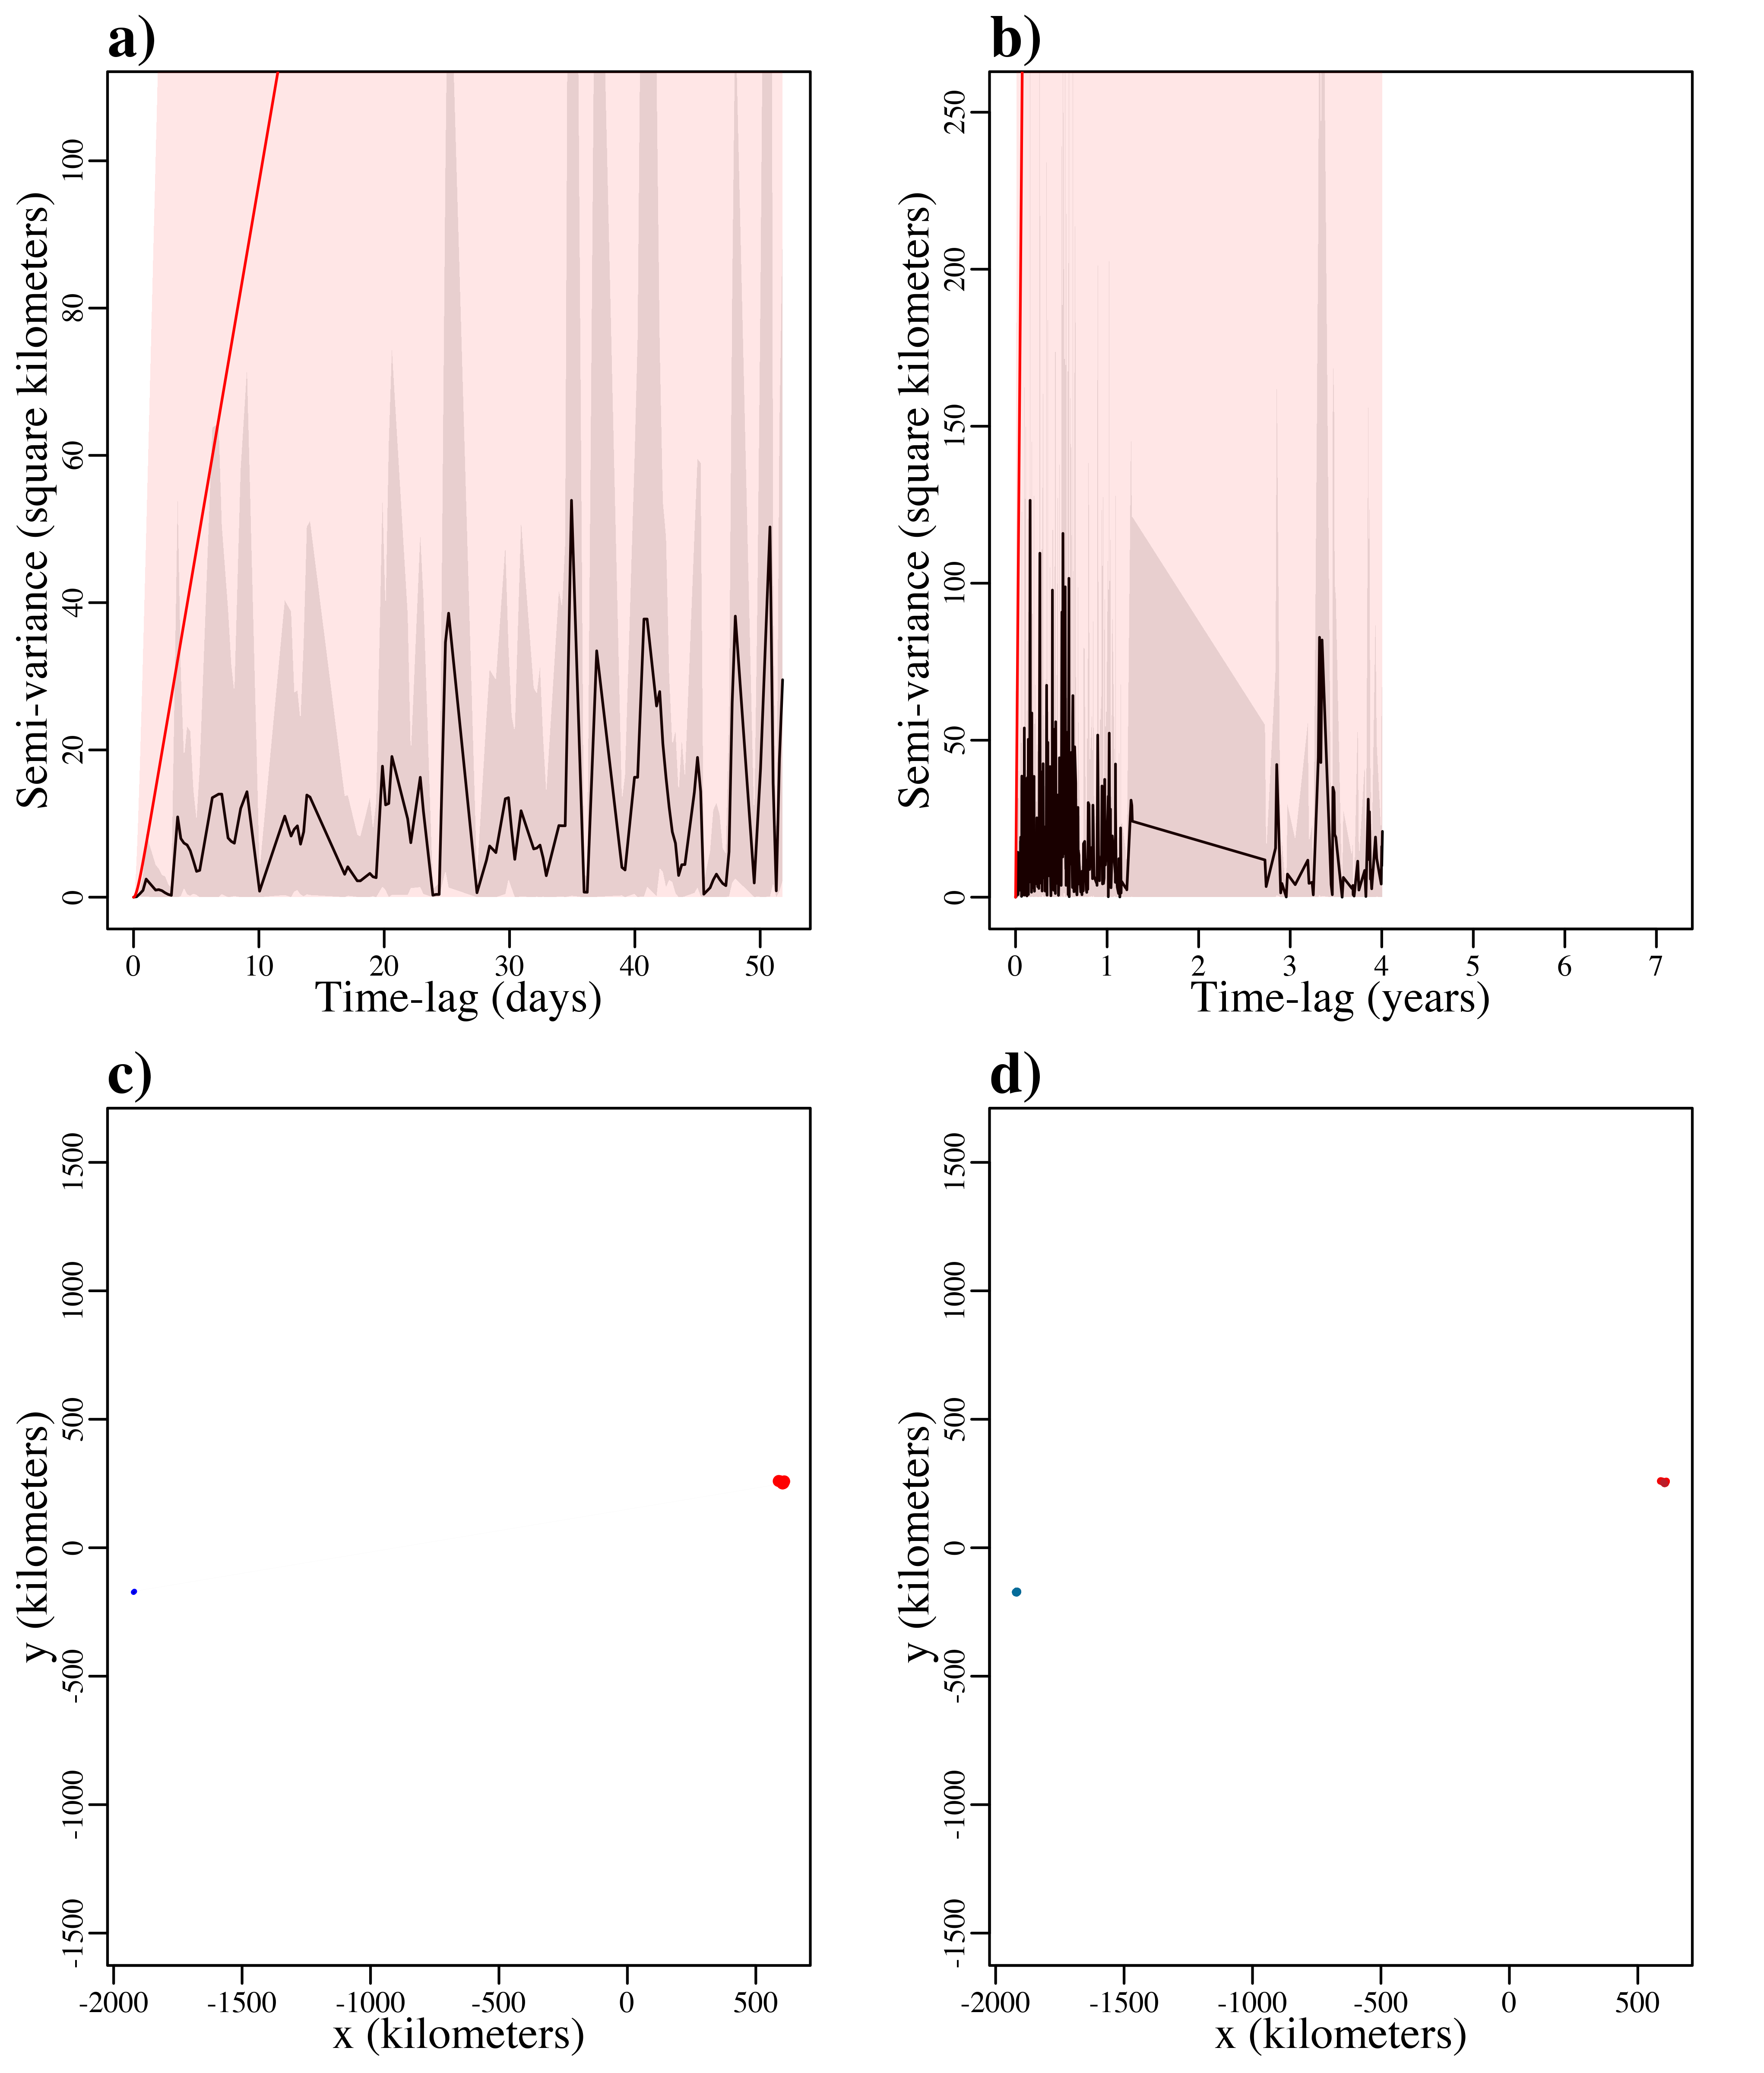 a)
Semi-variance (square kilometers)
0 20 40 60 80 100
0 10 20 30 40 50
Time-lag (days)
b)
Semi-variance (square kilometers)
0 50 100 150 200 250
0 1 2 3 4 5 6 7
Time-lag (years)
c)
y (kilometers)
-1500 -1000 -500 0 500 1000 1500
-2000 -1500 -1000 -500 0 500
x (kilometers)
d)
y (kilometers)
-1500 -1000 -500 0 500 1000 1500
-2000 -1500 -1000 -500 0 500
x (kilometers)